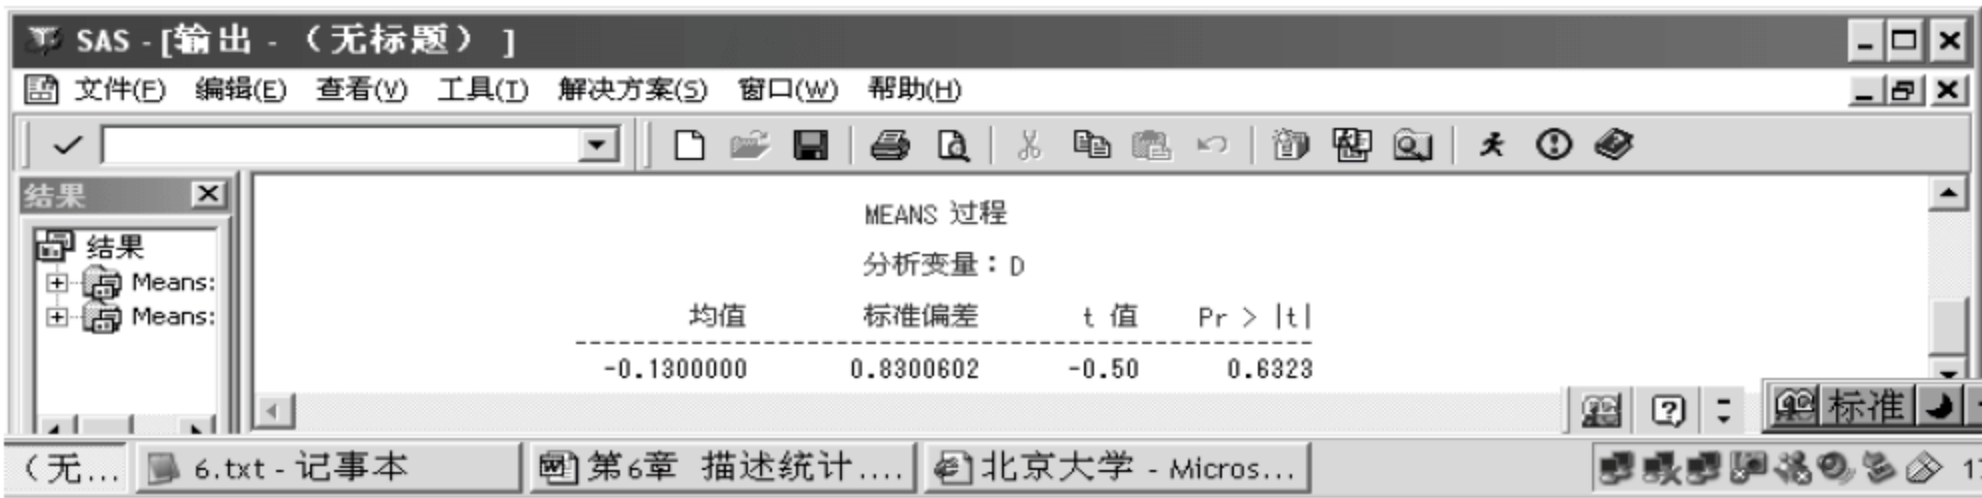 SAS - [输出 - （无标题） ]
文件(F) 编辑(E) 查看(V) 工具(T) 解决方案(S) 窗口(W) 帮助(H)
结果
结果
Means:
Means:
MEANS 过程
分析变量：D
均值 标准偏差 t 值 Pr > |t|
-0.1300000 0.8300602 -0.50 0.6323
标准
（无... 6.txt - 记事本 第6章 描述统计.... 北京大学 - Micros...